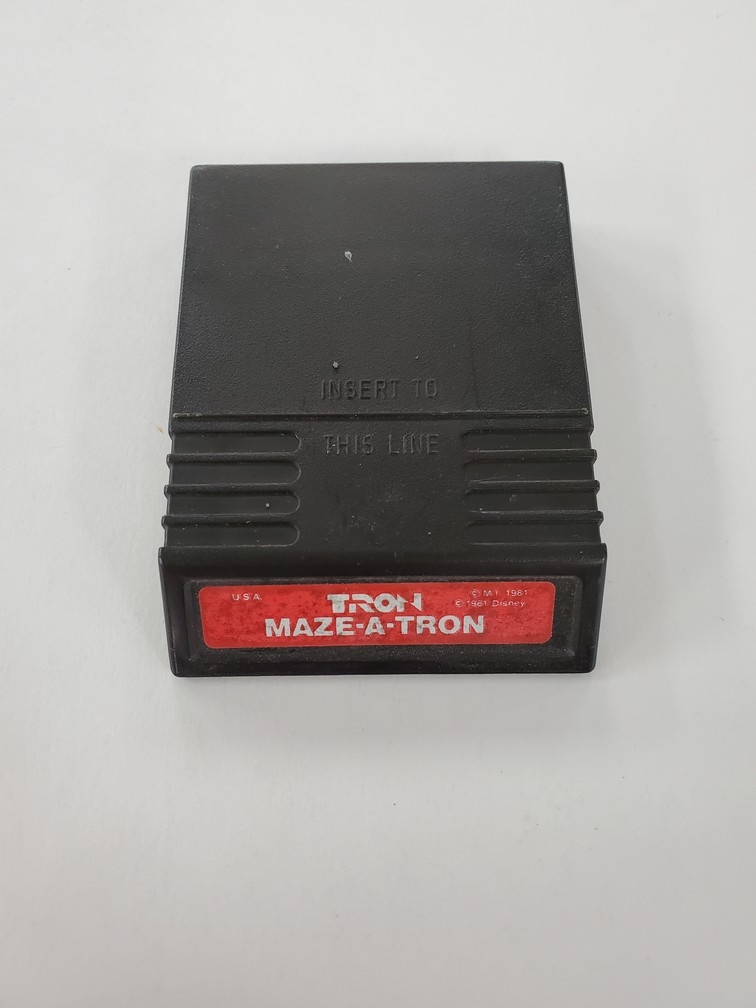 INSERT TO
THIS LINE
U S A
TRON
© M I 1981
© 1981 Disney
MAZE-A-TRON